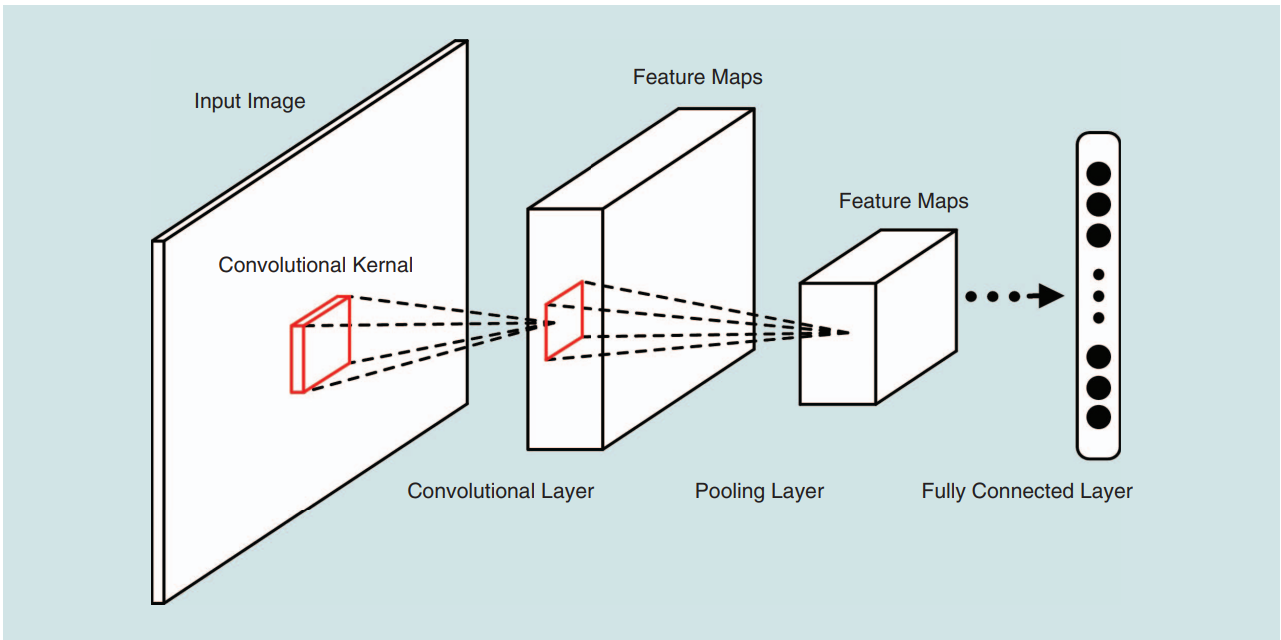 Feature Maps
Input Image
Feature Maps
Convolutional Kernal
Convolutional Layer
Pooling Layer
Fully Connected Layer